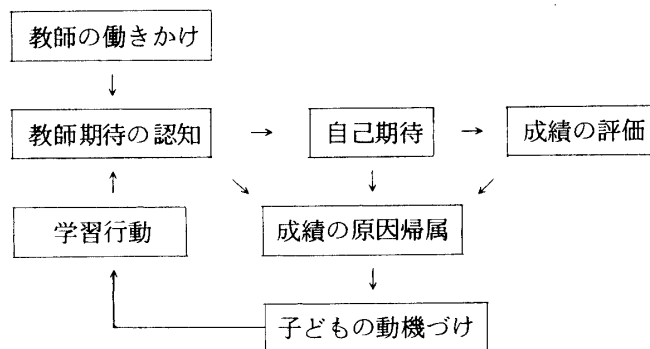 教師の働きかけ
教師期待の認知
自己期待
成績の評価
学習行動
成績の原因帰属
子どもの動機づけ